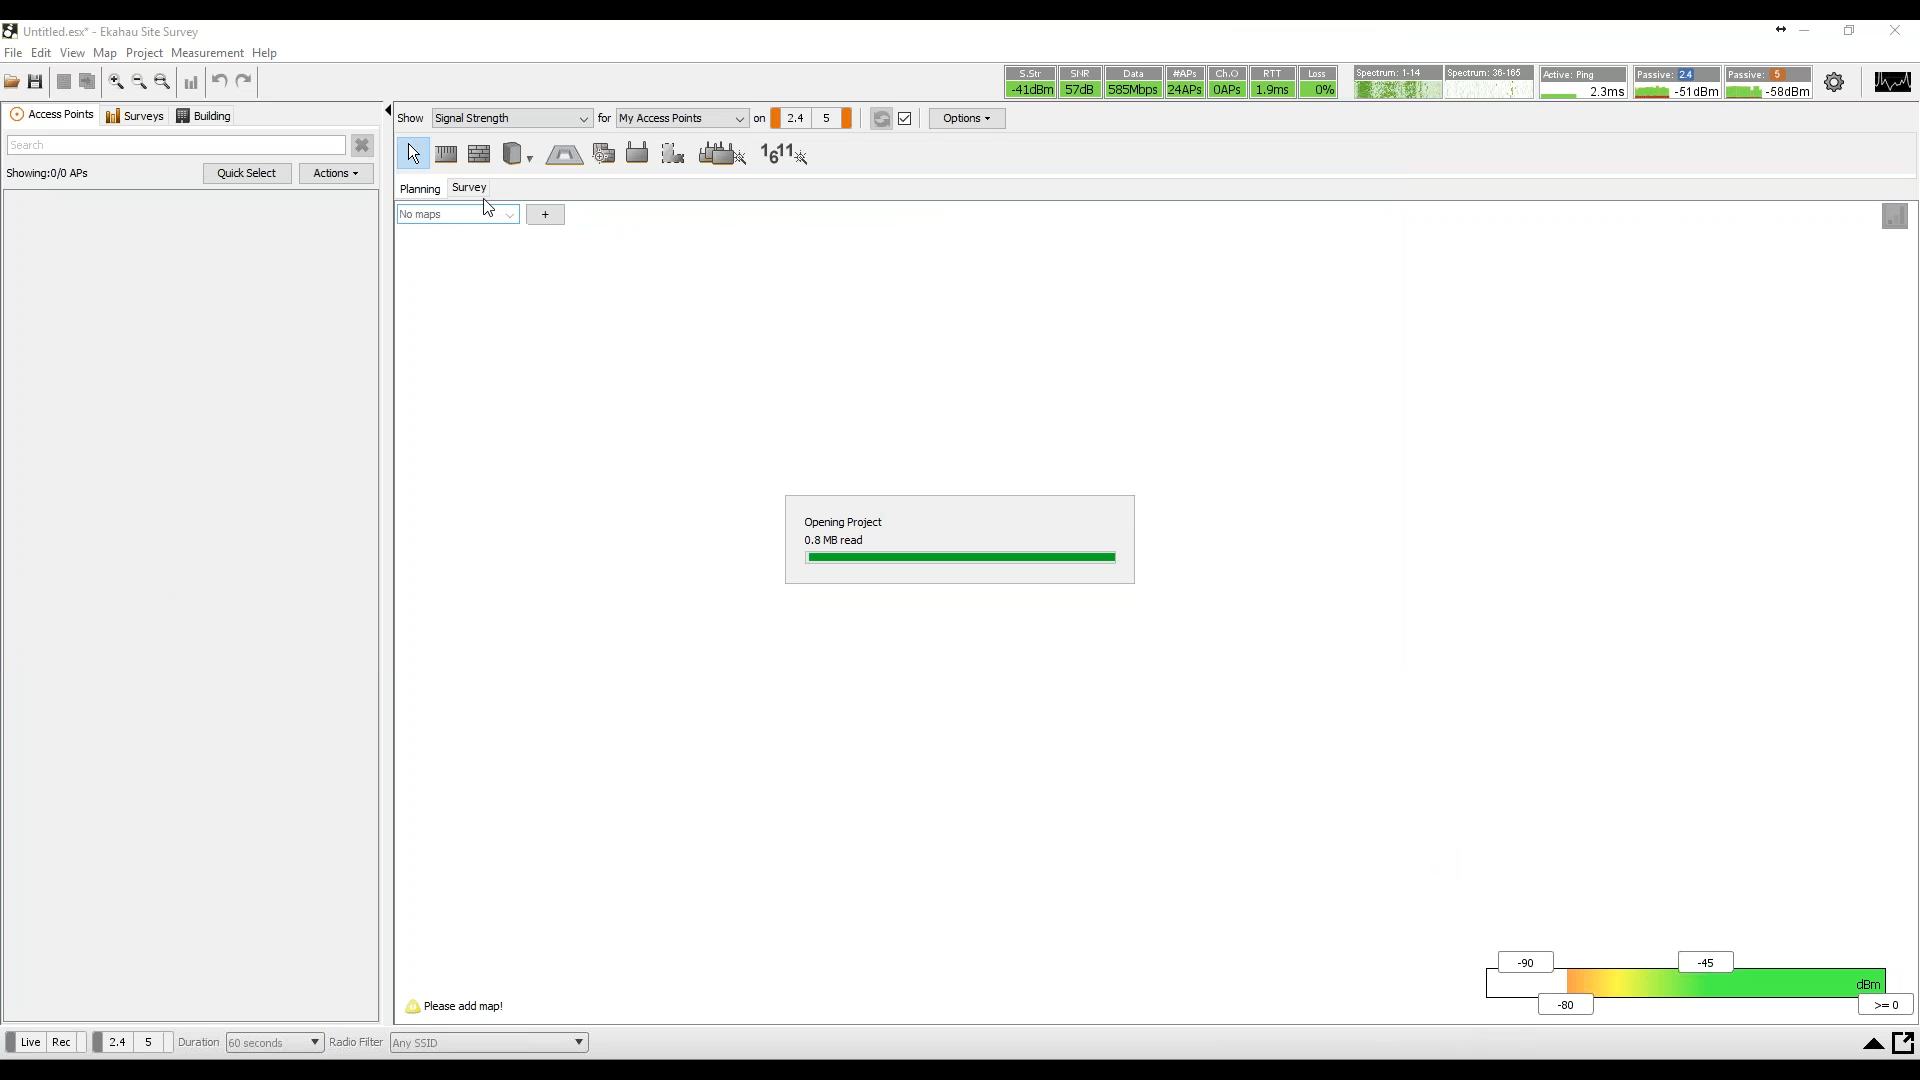 Untitled.esx* - Ekahau Site Survey
File Edit View Map Project Measurement Help
S.Str SNR Data #APs Ch.O RTT Loss
-41dBm 57dB 585Mbps 24APs 0APs 1.9ms 0%
Spectrum: 1-14 Spectrum: 36-165 Active: Ping Passive: 2.4 Passive: 5
2.3ms -51dBm -58dBm
Access Points Surveys Building
Show Signal Strength for My Access Points on 2.4 5 Options
Search
1 6 11
Showing:0/0 APs Quick Select Actions
Planning Survey
No maps +
Opening Project
0.8 MB read
-90 -45
dBm
-80 >= 0
Please add map!
Live Rec 2.4 5 Duration 60 seconds Radio Filter Any SSID